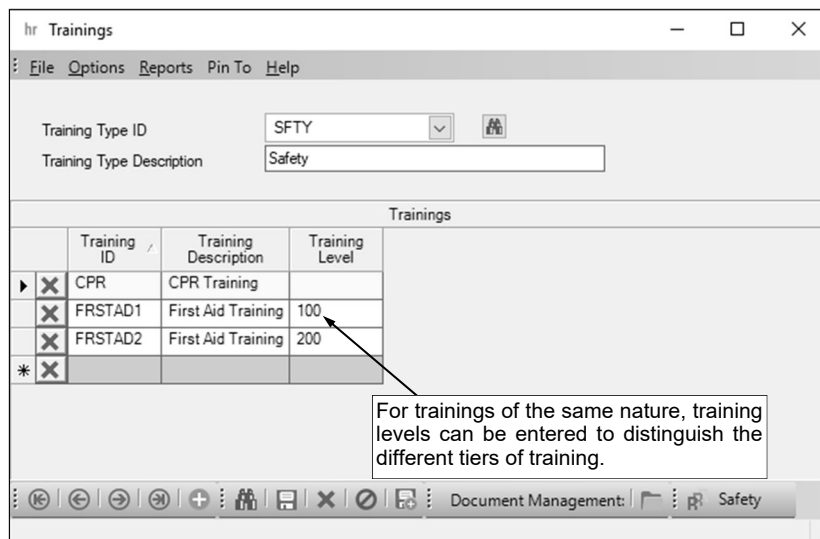 hr Trainings
File Options Reports Pin To Help
Training Type ID SFTY
Training Type Description Safety
Trainings
Training ID Training Description Training Level
CPR CPR Training
FRSTAD1 First Aid Training 100
FRSTAD2 First Aid Training 200
For trainings of the same nature, training
levels can be entered to distinguish the
different tiers of training.
Document Management: pR Safety